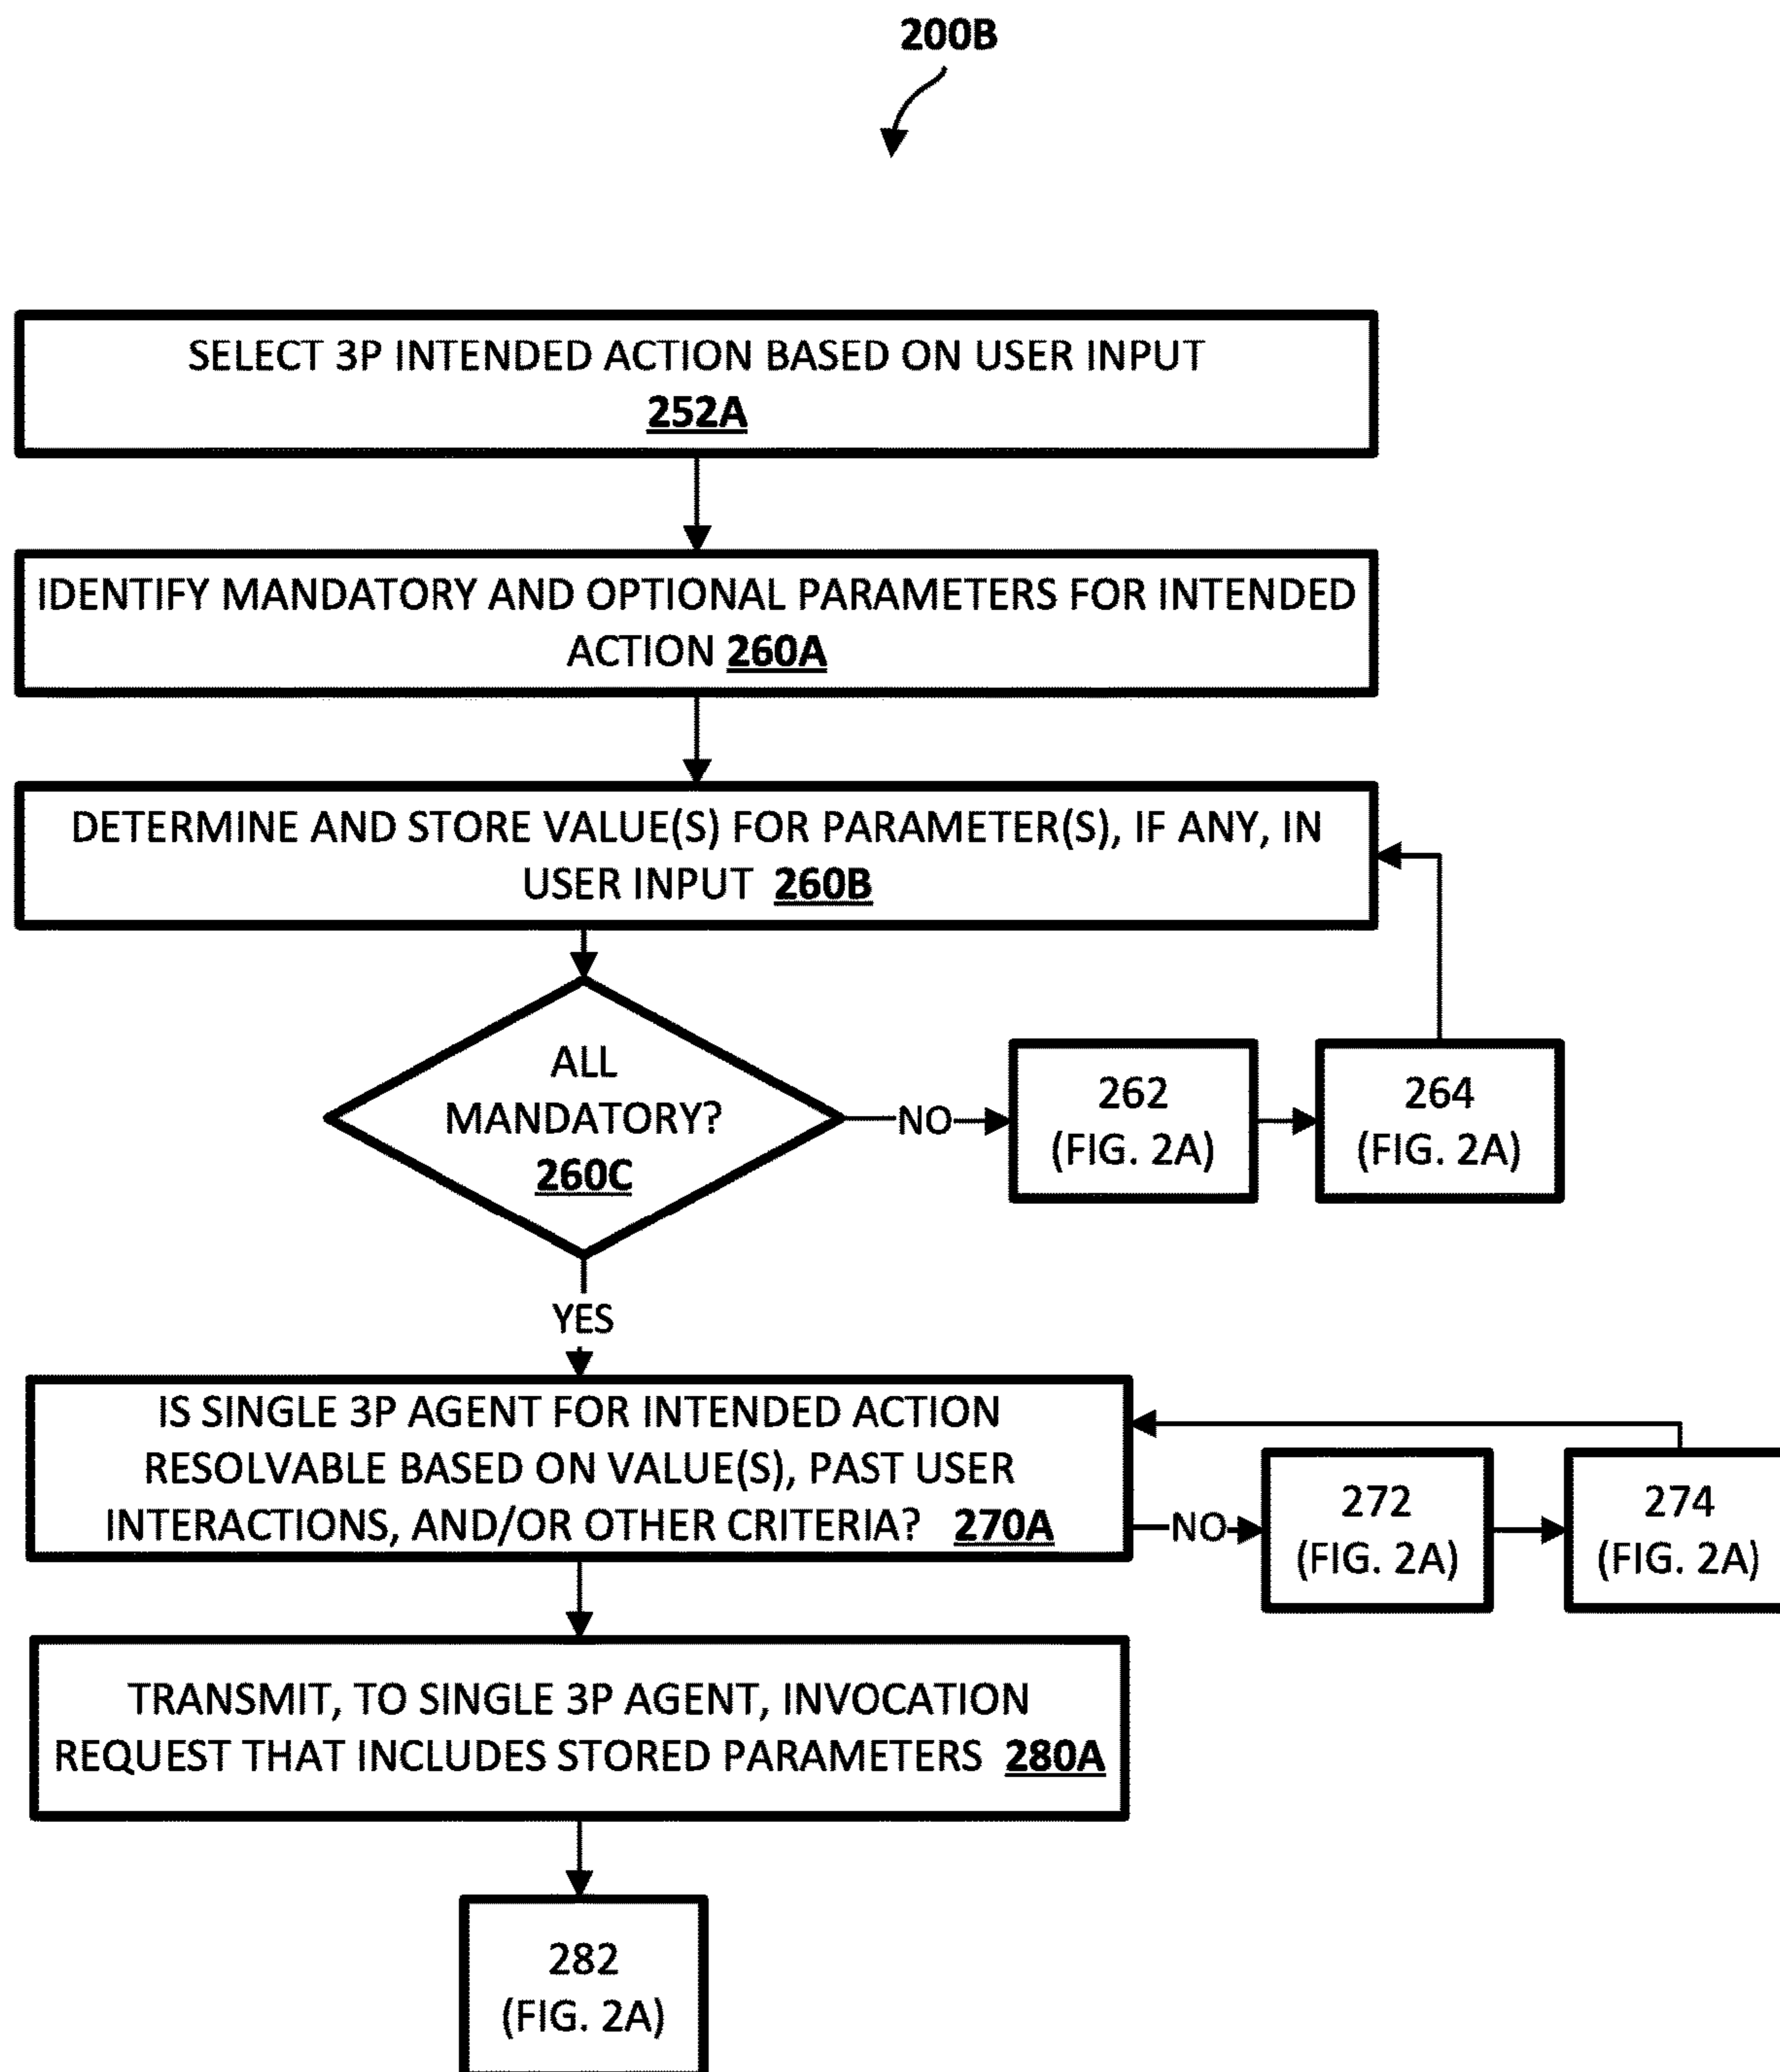 200B
SELECT 3P INTENDED ACTION BASED ON USER INPUT
252A
IDENTIFY MANDATORY AND OPTIONAL PARAMETERS FOR INTENDED
ACTION 260A
DETERMINE AND STORE VALUE(S) FOR PARAMETER(S), IF ANY, IN
USER INPUT 260B
ALL
MANDATORY?
260C
NO
262
(FIG. 2A)
264
(FIG. 2A)
YES
IS SINGLE 3P AGENT FOR INTENDED ACTION
RESOLVABLE BASED ON VALUE(S), PAST USER
INTERACTIONS, AND/OR OTHER CRITERIA? 270A
NO
272
(FIG. 2A)
274
(FIG. 2A)
TRANSMIT, TO SINGLE 3P AGENT, INVOCATION
REQUEST THAT INCLUDES STORED PARAMETERS 280A
282
(FIG. 2A)